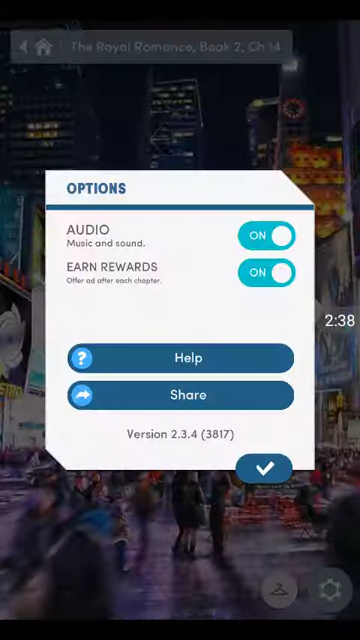 The Royal Romance, Book 2, Ch 14
OPTIONS
AUDIO
Music and sound.
ON
EARN REWARDS
Offer ad after each chapter.
ON
2:38
? Help
Share
Version 2.3.4 (3817)